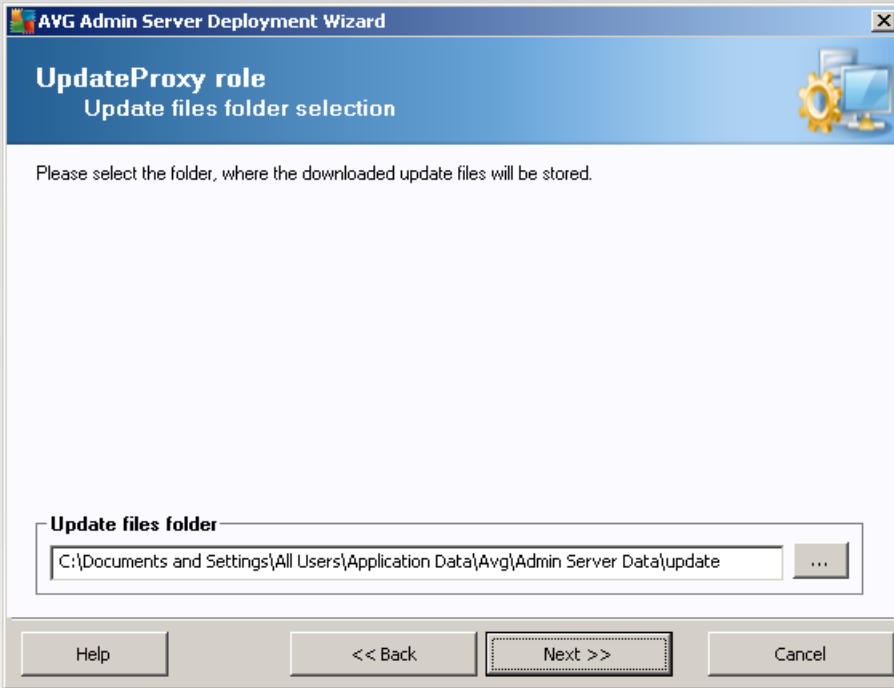 AVG Admin Server Deployment Wizard
UpdateProxy role
Update files folder selection
Please select the folder, where the downloaded update files will be stored.
Update files folder
C:\Documents and Settings\All Users\Application Data\Avg\Admin Server Data\update
...
Help
<< Back
Next >>
Cancel